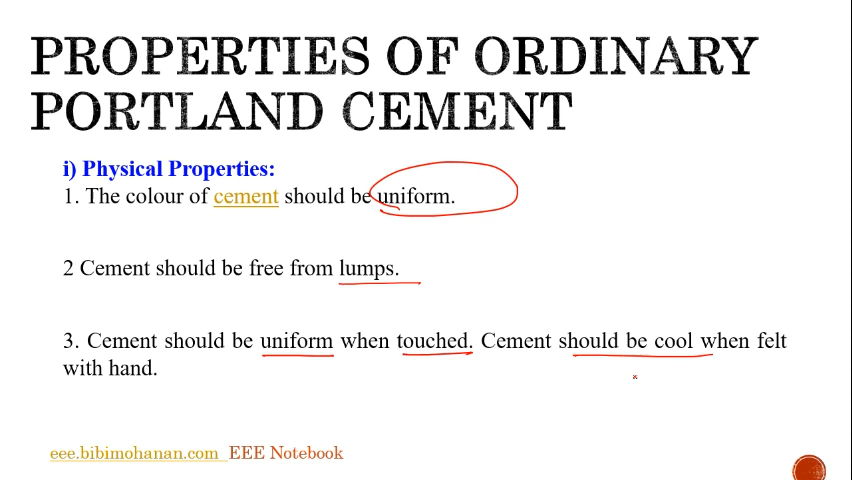 PROPERTIES OF ORDINARY
PORTLAND CEMENT
i) Physical Properties:
1. The colour of cement should be uniform.
2 Cement should be free from lumps.
3. Cement should be uniform when touched. Cement should be cool when felt
with hand.
eee.bibimohanan.com EEE Notebook